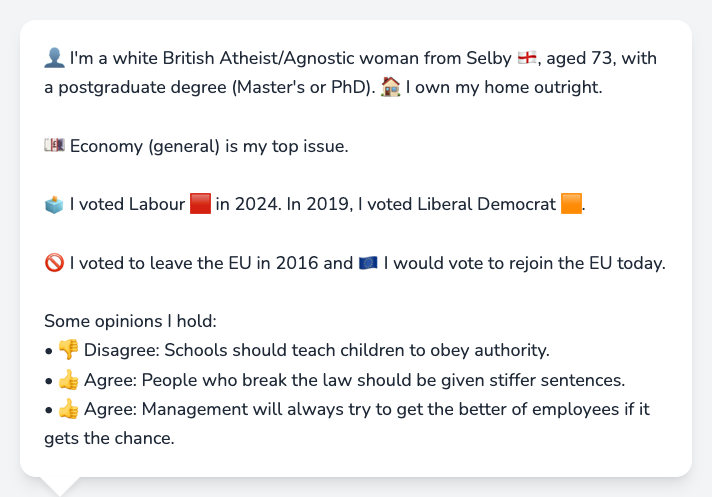 👤 I'm a white British Atheist/Agnostic woman from Selby 🏴󠁧󠁢󠁥󠁮󠁧󠁿, aged 73, with
a postgraduate degree (Master's or PhD). 🏠 I own my home outright.
💷 Economy (general) is my top issue.
🗳️ I voted Labour 🟥 in 2024. In 2019, I voted Liberal Democrat 🟧.
🚫 I voted to leave the EU in 2016 and 🇪🇺 I would vote to rejoin the EU today.
Some opinions I hold:
• 👎 Disagree: Schools should teach children to obey authority.
• 👍 Agree: People who break the law should be given stiffer sentences.
• 👍 Agree: Management will always try to get the better of employees if it
gets the chance.